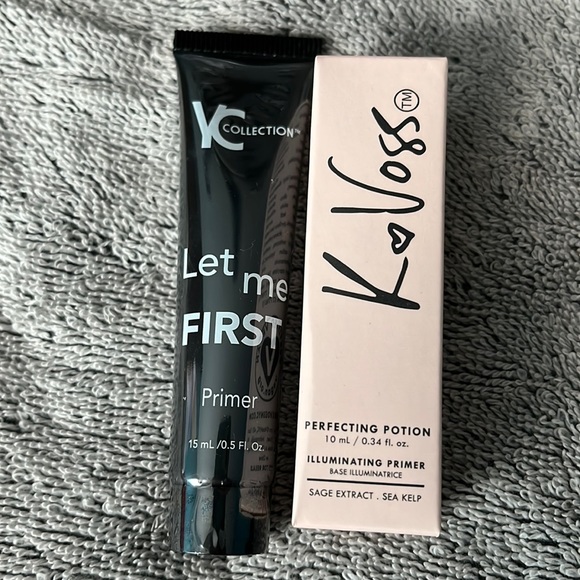 YC COLLECTION™
Let me
FIRST
Primer
15 mL/0.5 Fl. Oz.
K Voss™
PERFECTING POTION
10 mL / 0.34 fl. oz.
ILLUMINATING PRIMER
BASE ILLUMINATRICE
SAGE EXTRACT . SEA KELP